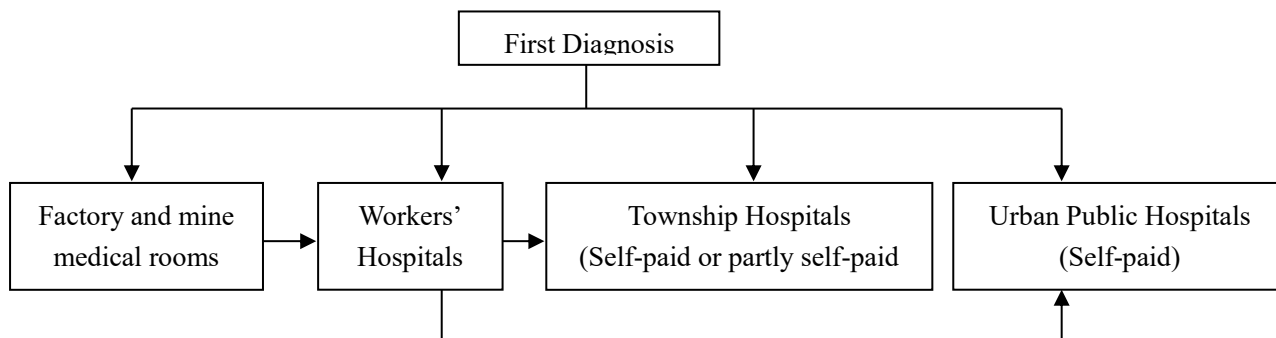 First Diagnosis
Factory and mine
medical rooms
Workers’
Hospitals
Township Hospitals
(Self-paid or partly self-paid
Urban Public Hospitals
(Self-paid)